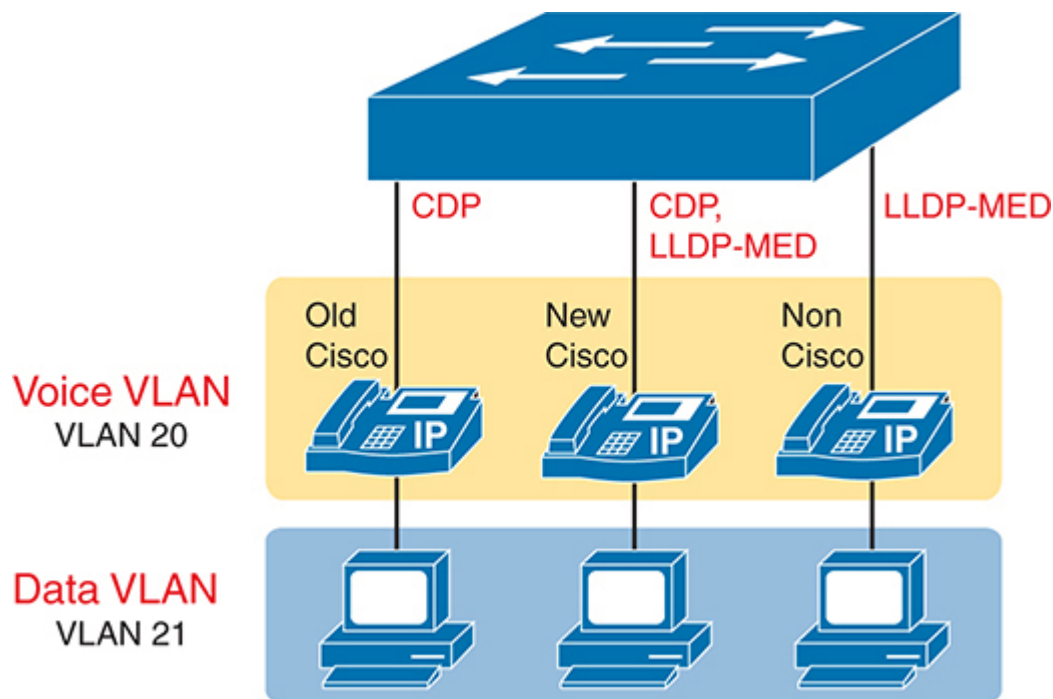 CDP
CDP,
LLDP-MED
LLDP-MED
Old
Cisco
New
Cisco
Non
Cisco
Voice VLAN
VLAN 20
IP
IP
IP
Data VLAN
VLAN 21